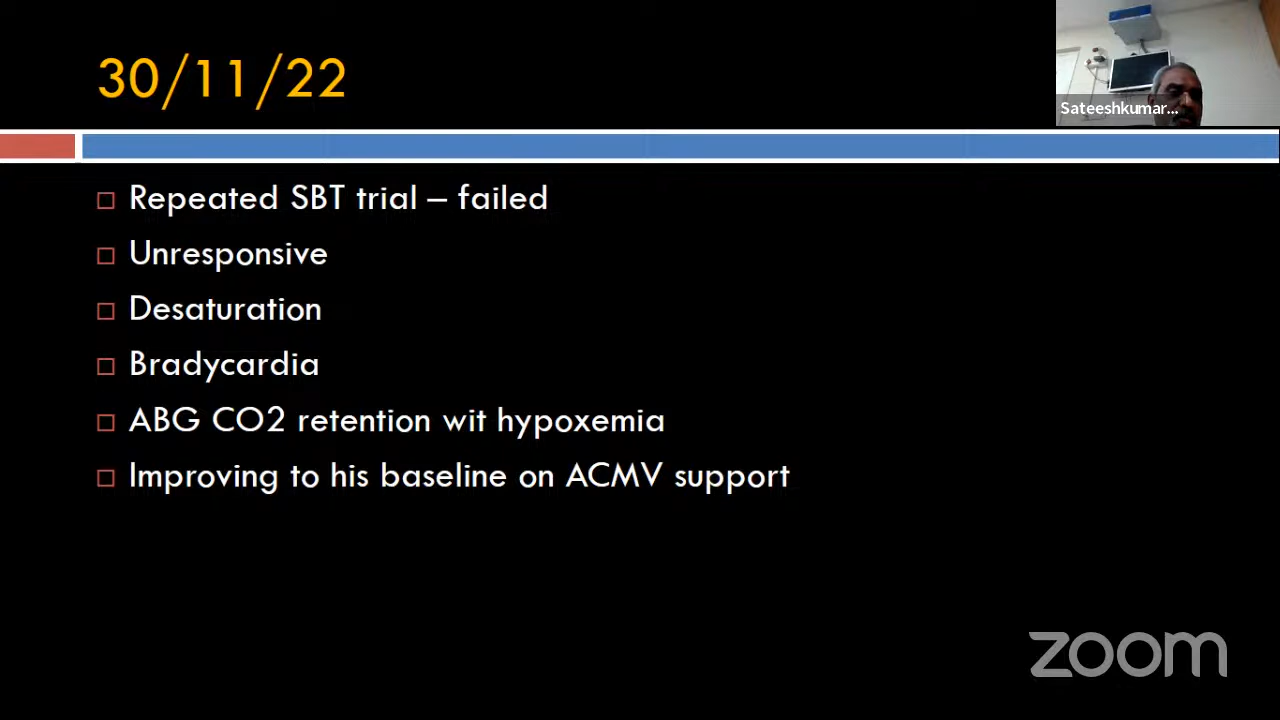 30/11/22
Sateeshkumar...
Repeated SBT trial – failed
Unresponsive
Desaturation
Bradycardia
ABG CO2 retention wit hypoxemia
Improving to his baseline on ACMV support
zoom